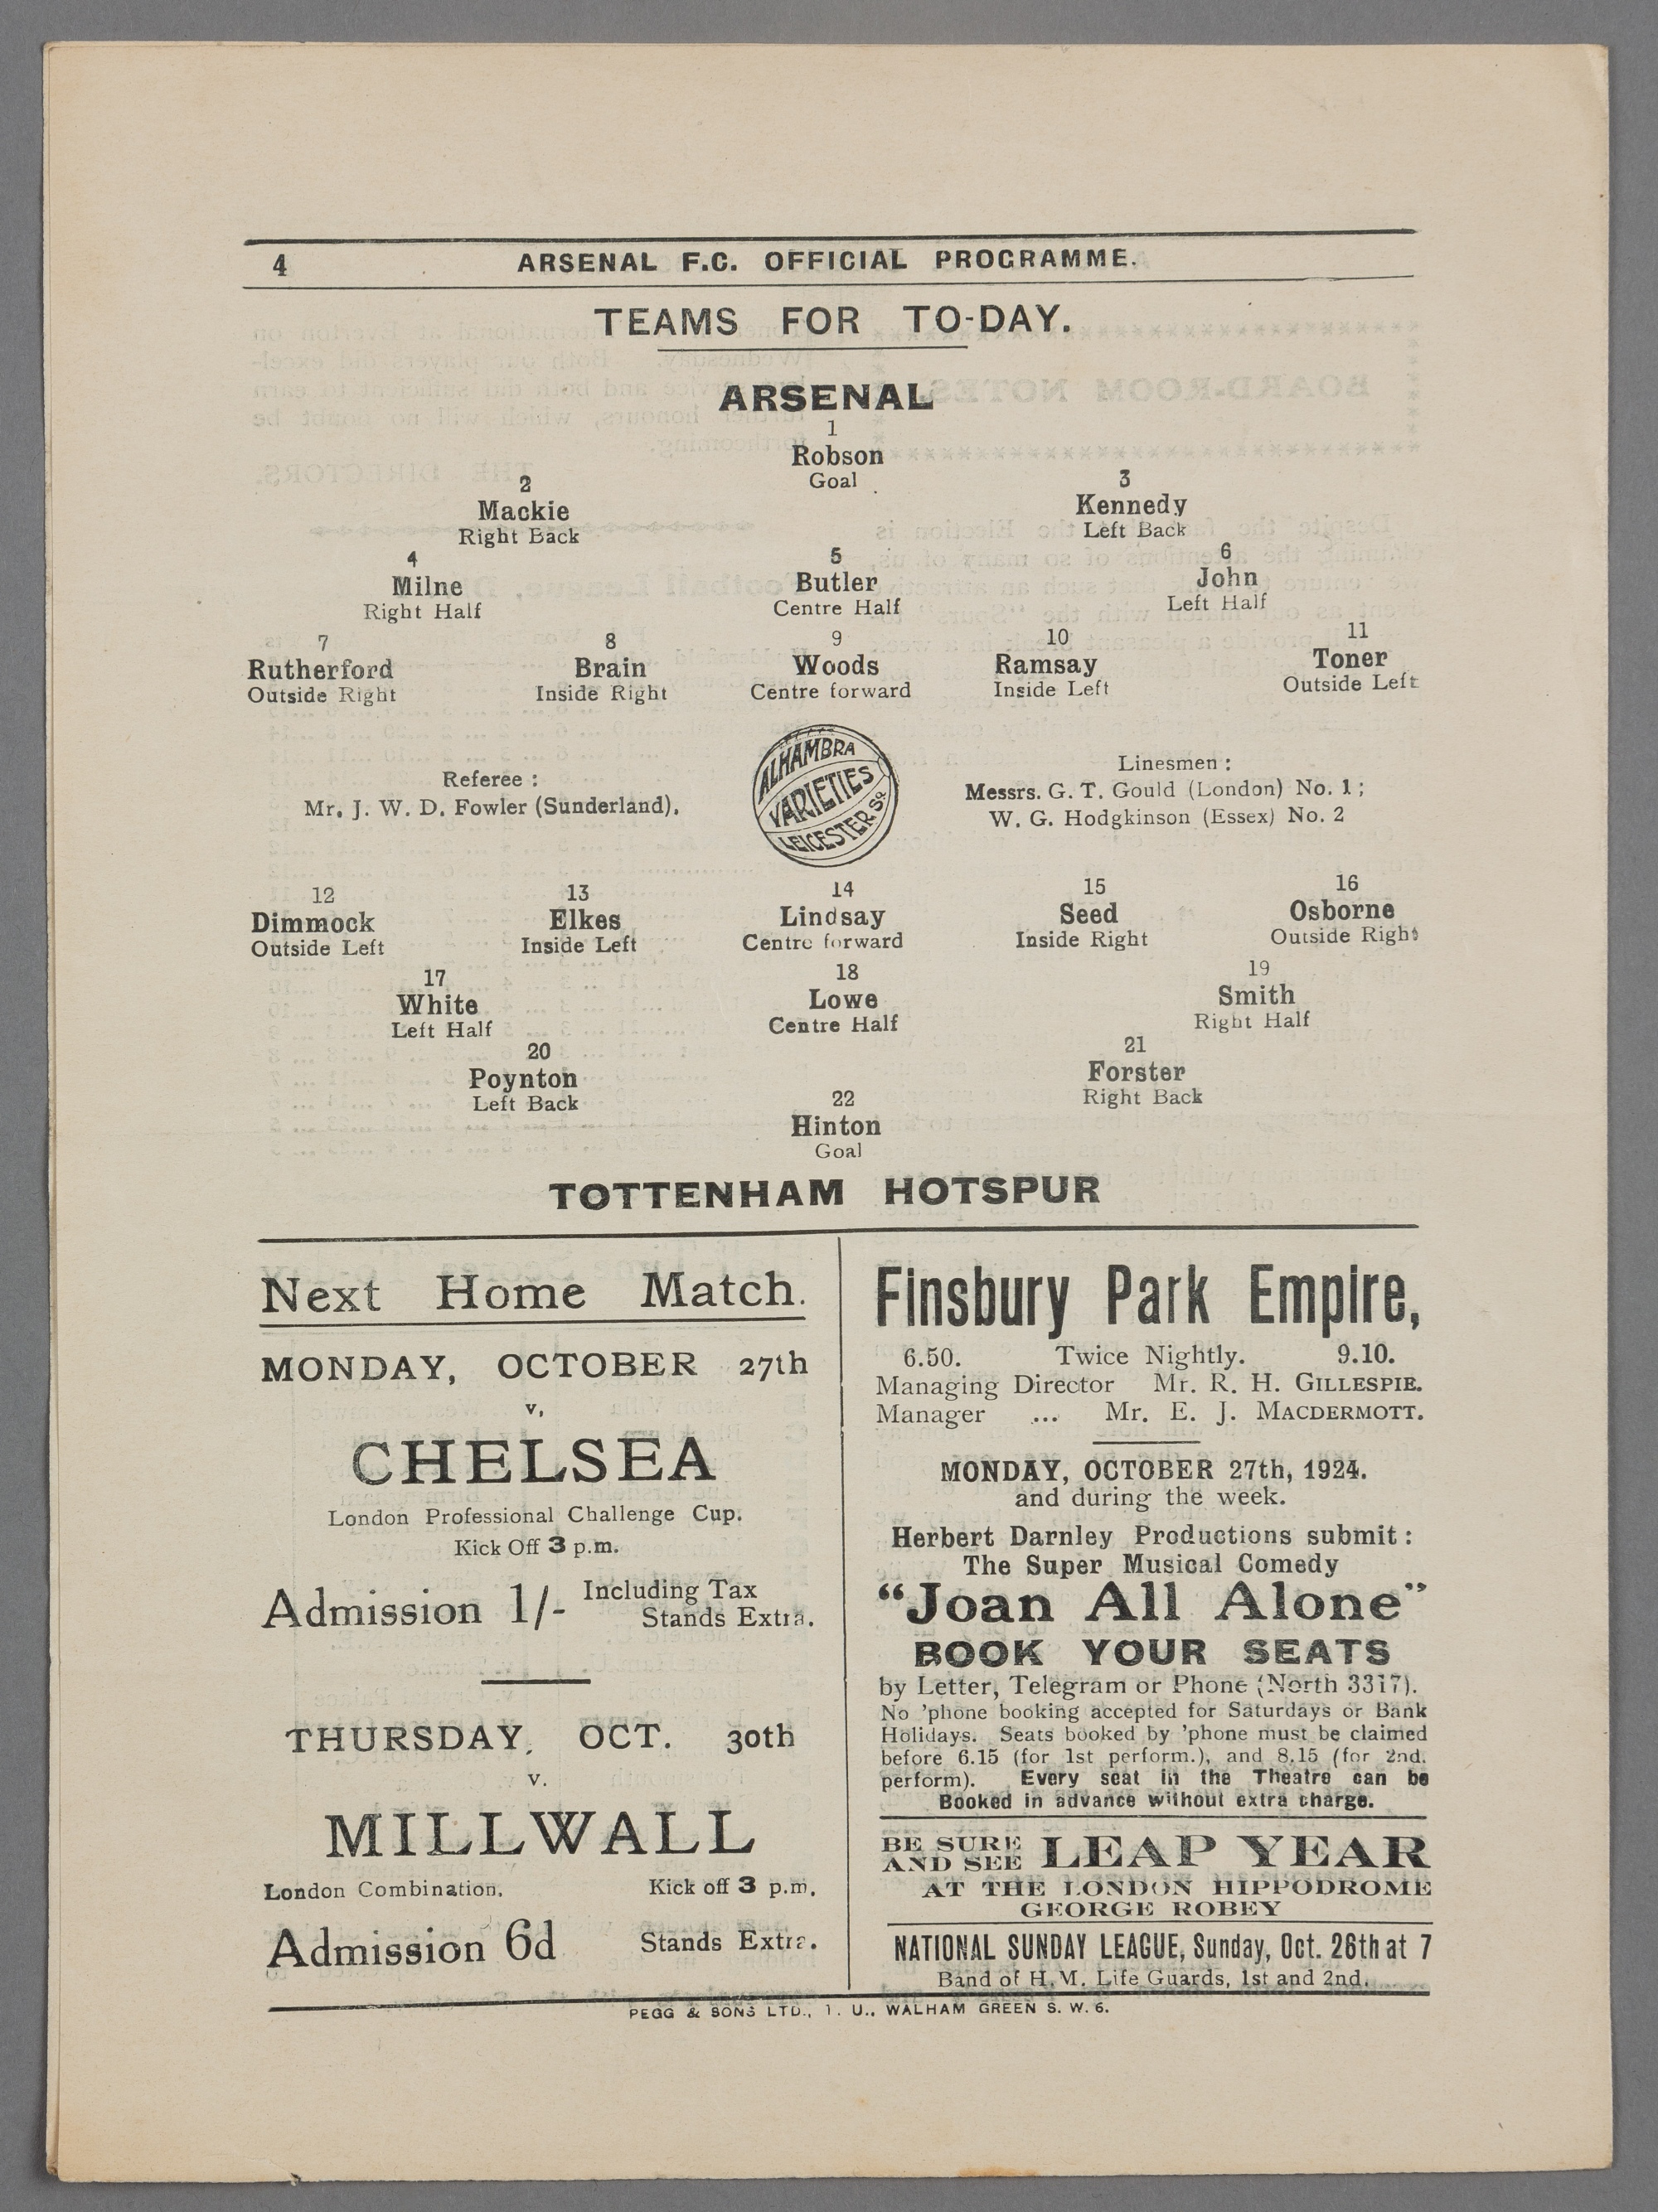 4 ARSENAL F.C. OFFICIAL PROGRAMME.
TEAMS FOR TO-DAY.
ARSENAL
1
Robson
Goal
2 3
Mackie Kennedy
Right Back Left Back
4 5 6
Milne Butler John
Right Half Centre Half Left Half
7 8 9 10 11
Rutherford Brain Woods Ramsay Toner
Outside Right Inside Right Centre forward Inside Left Outside Left
Referee :
Mr. J. W. D. Fowler (Sunderland).
ALHAMBRA
VARIETIES
LEICESTER SQ.
Linesmen :
Messrs. G. T. Gould (London) No. 1 ;
W. G. Hodgkinson (Essex) No. 2
12 13 14 15 16
Dimmock Elkes Lindsay Seed Osborne
Outside Left Inside Left Centre forward Inside Right Outside Right
17 18 19
White Lowe Smith
Left Half Centre Half Right Half
20 21
Poynton Forster
Left Back Right Back
22
Hinton
Goal
TOTTENHAM HOTSPUR
Next Home Match.
MONDAY, OCTOBER 27th
v.
CHELSEA
London Professional Challenge Cup.
Kick Off 3 p.m.
Admission 1/- Including Tax
Stands Extra.
THURSDAY, OCT. 30th
v.
MILLWALL
London Combination. Kick off 3 p.m.
Admission 6d Stands Extra.
Finsbury Park Empire,
6.50. Twice Nightly. 9.10.
Managing Director Mr. R. H. GILLESPIE.
Manager ... Mr. E. J. MACDERMOTT.
MONDAY, OCTOBER 27th, 1924.
and during the week.
Herbert Darnley Productions submit :
The Super Musical Comedy
"Joan All Alone"
BOOK YOUR SEATS
by Letter, Telegram or Phone (North 3317).
No 'phone booking accepted for Saturdays or Bank
Holidays. Seats booked by 'phone must be claimed
before 6.15 (for 1st perform.), and 8.15 (for 2nd.
perform). Every seat in the Theatre can be
Booked in advance without extra charge.
BE SURE
AND SEE LEAP YEAR
AT THE LONDON HIPPODROME
GEORGE ROBEY
NATIONAL SUNDAY LEAGUE, Sunday, Oct. 26th at 7
Band of H.M. Life Guards, 1st and 2nd.
PEGG & SONS LTD., T. U., WALHAM GREEN S. W. 6.